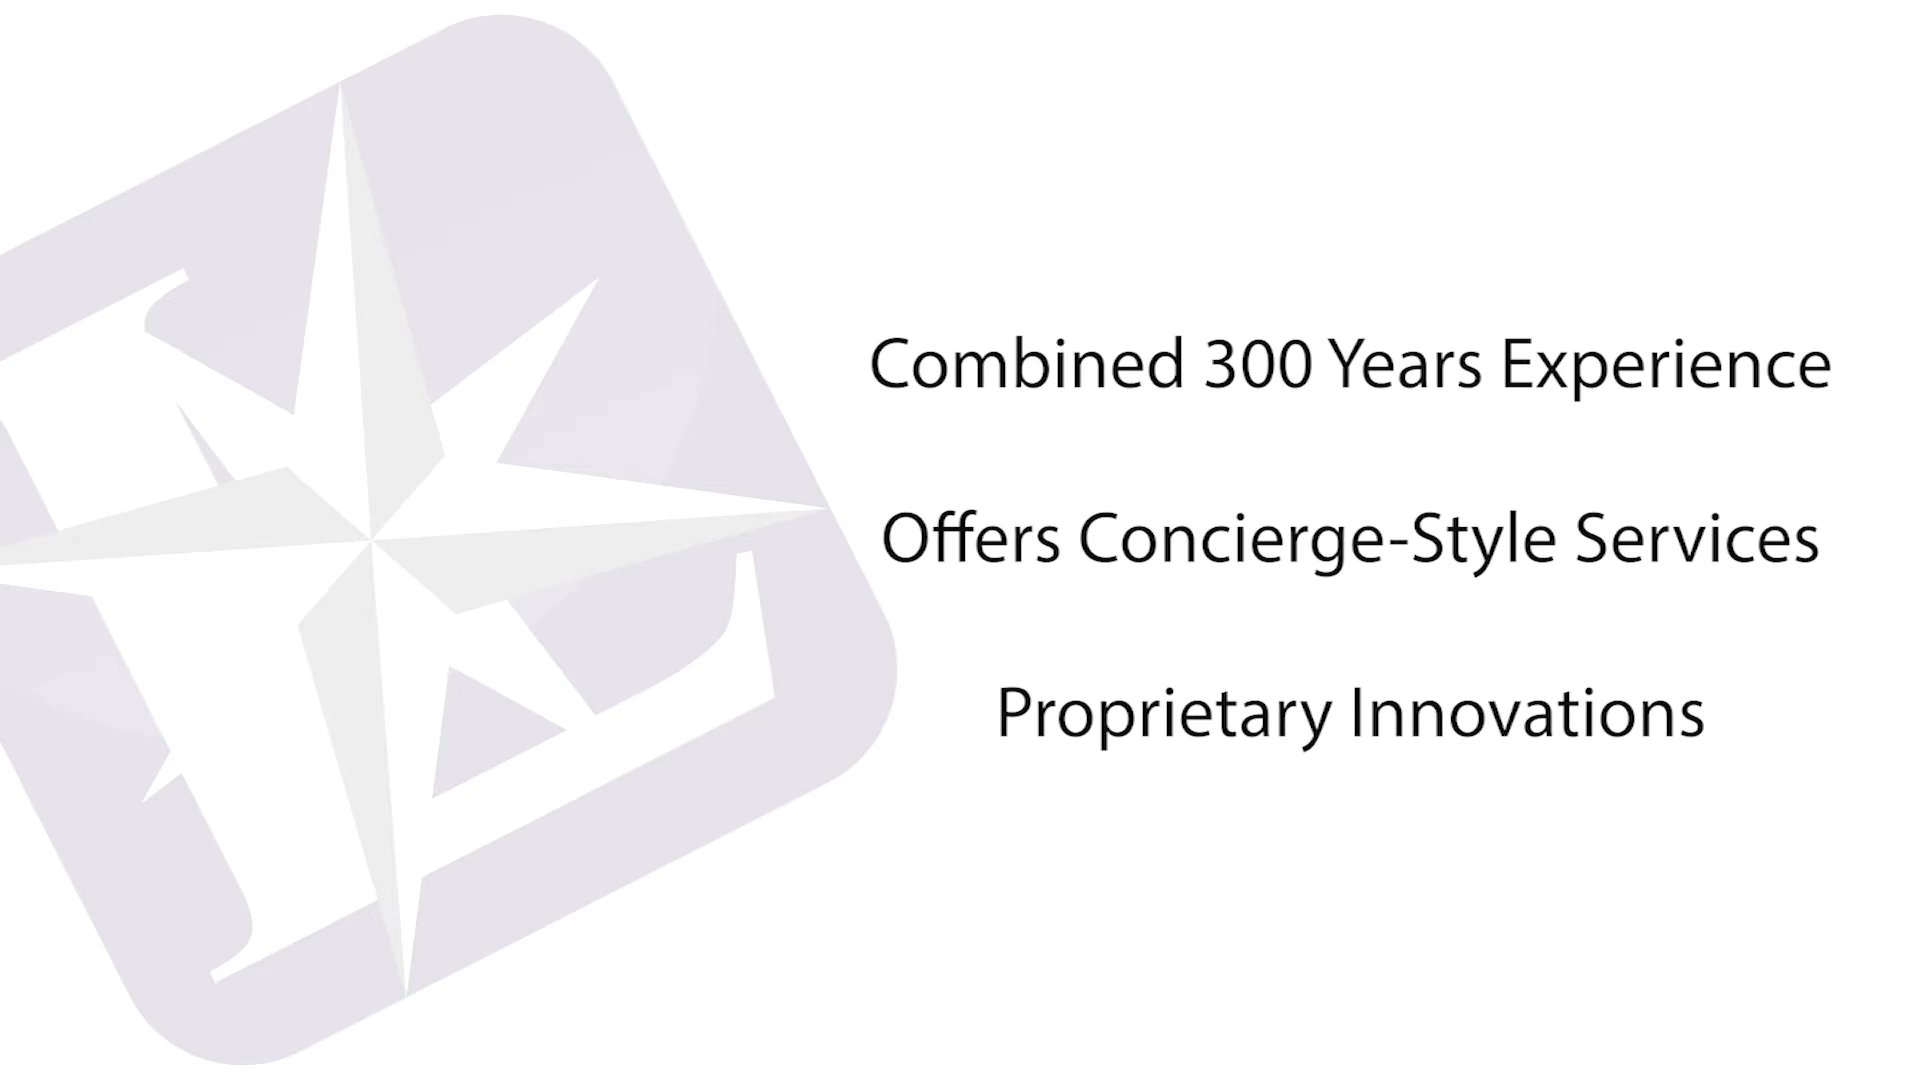 Combined 300 Years Experience
Offers Concierge-Style Services
Proprietary Innovations